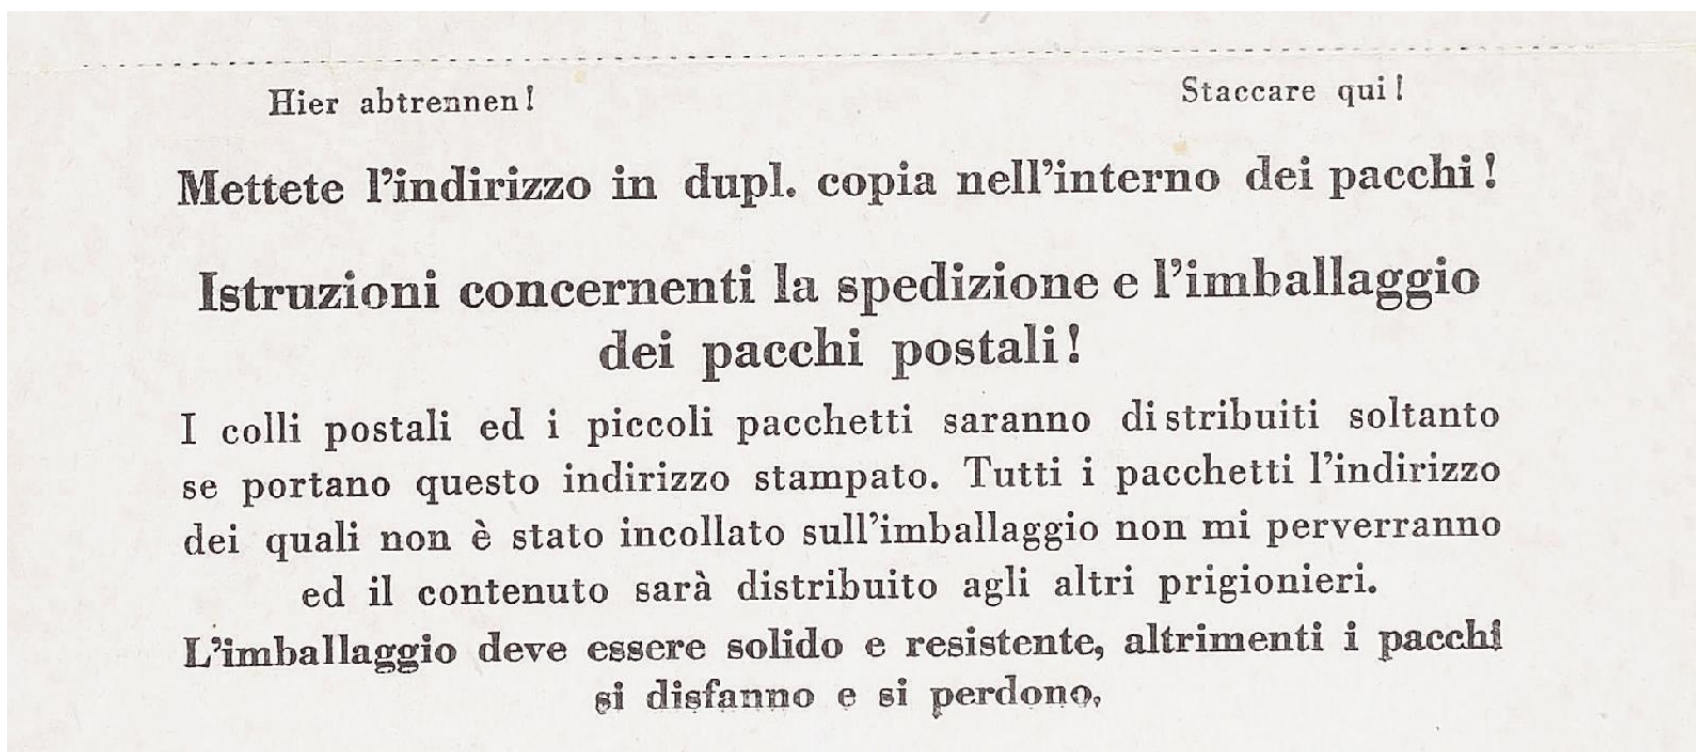 Hier abtrennen! Staccare qui!
Mettete l'indirizzo in dupl. copia nell'interno dei pacchi!
Istruzioni concernenti la spedizione e l'imballaggio
dei pacchi postali!
I colli postali ed i piccoli pacchetti saranno distribuiti soltanto
se portano questo indirizzo stampato. Tutti i pacchetti l'indirizzo
dei quali non è stato incollato sull'imballaggio non mi perverranno
ed il contenuto sarà distribuito agli altri prigionieri.
L'imballaggio deve essere solido e resistente, altrimenti i pacchi
si disfanno e si perdono.